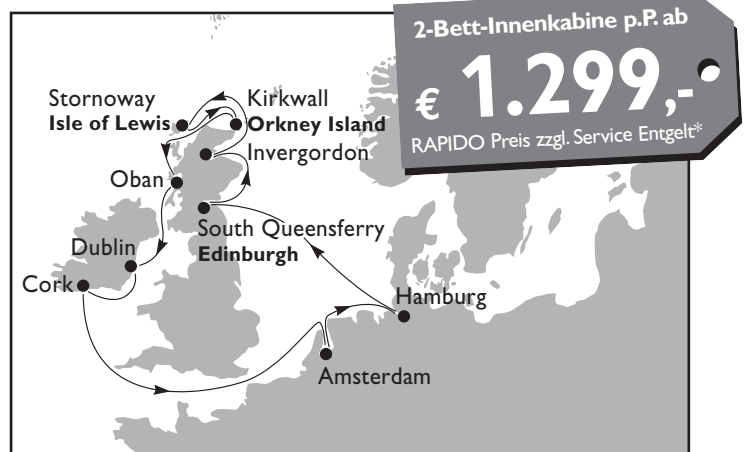 2-Bett-Innenkabine p.P. ab
€ 1.299,-
RAPIDO Preis zzgl. Service Entgelt*
Stornoway
Isle of Lewis
Kirkwall
Orkney Island
Invergordon
Oban
South Queensferry
Edinburgh
Dublin
Cork
Hamburg
Amsterdam